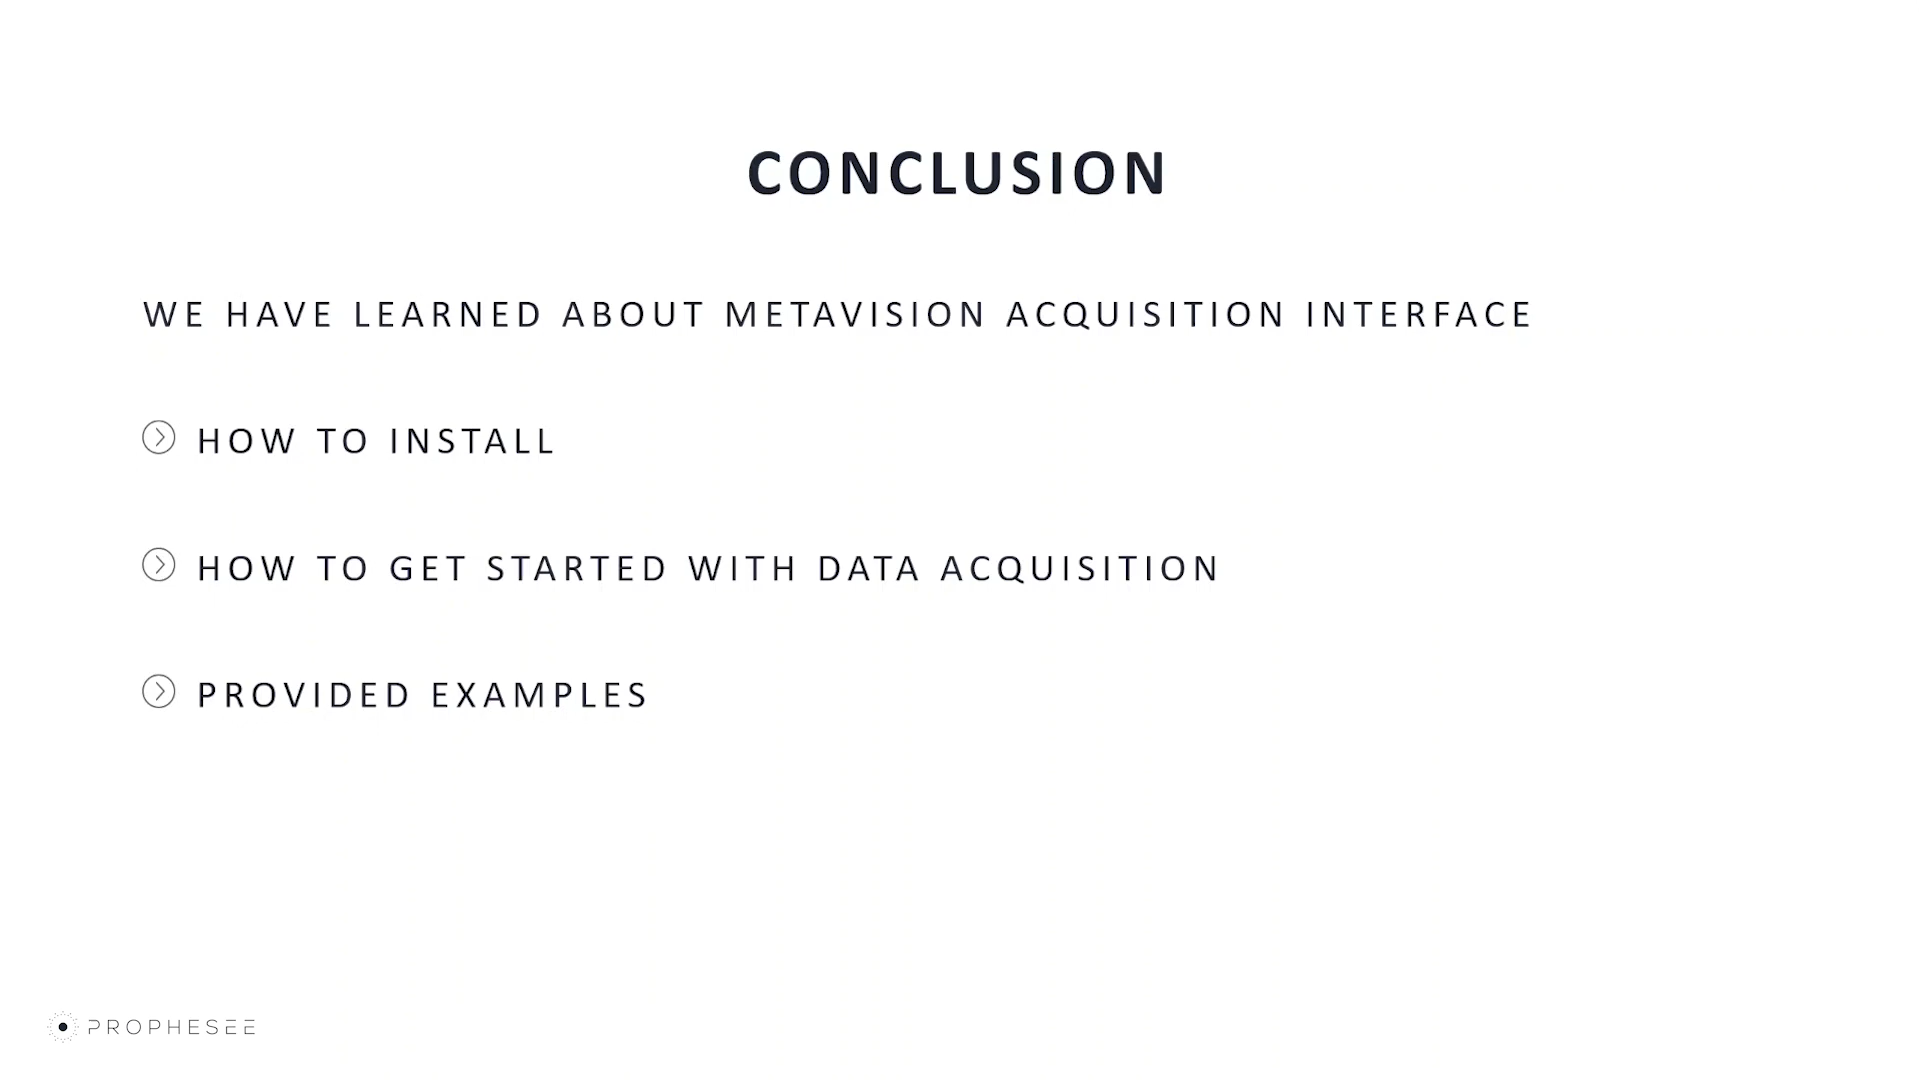 CONCLUSION
WE HAVE LEARNED ABOUT METAVISION ACQUISITION INTERFACE
HOW TO INSTALL
HOW TO GET STARTED WITH DATA ACQUISITION
PROVIDED EXAMPLES
PROPHESEE